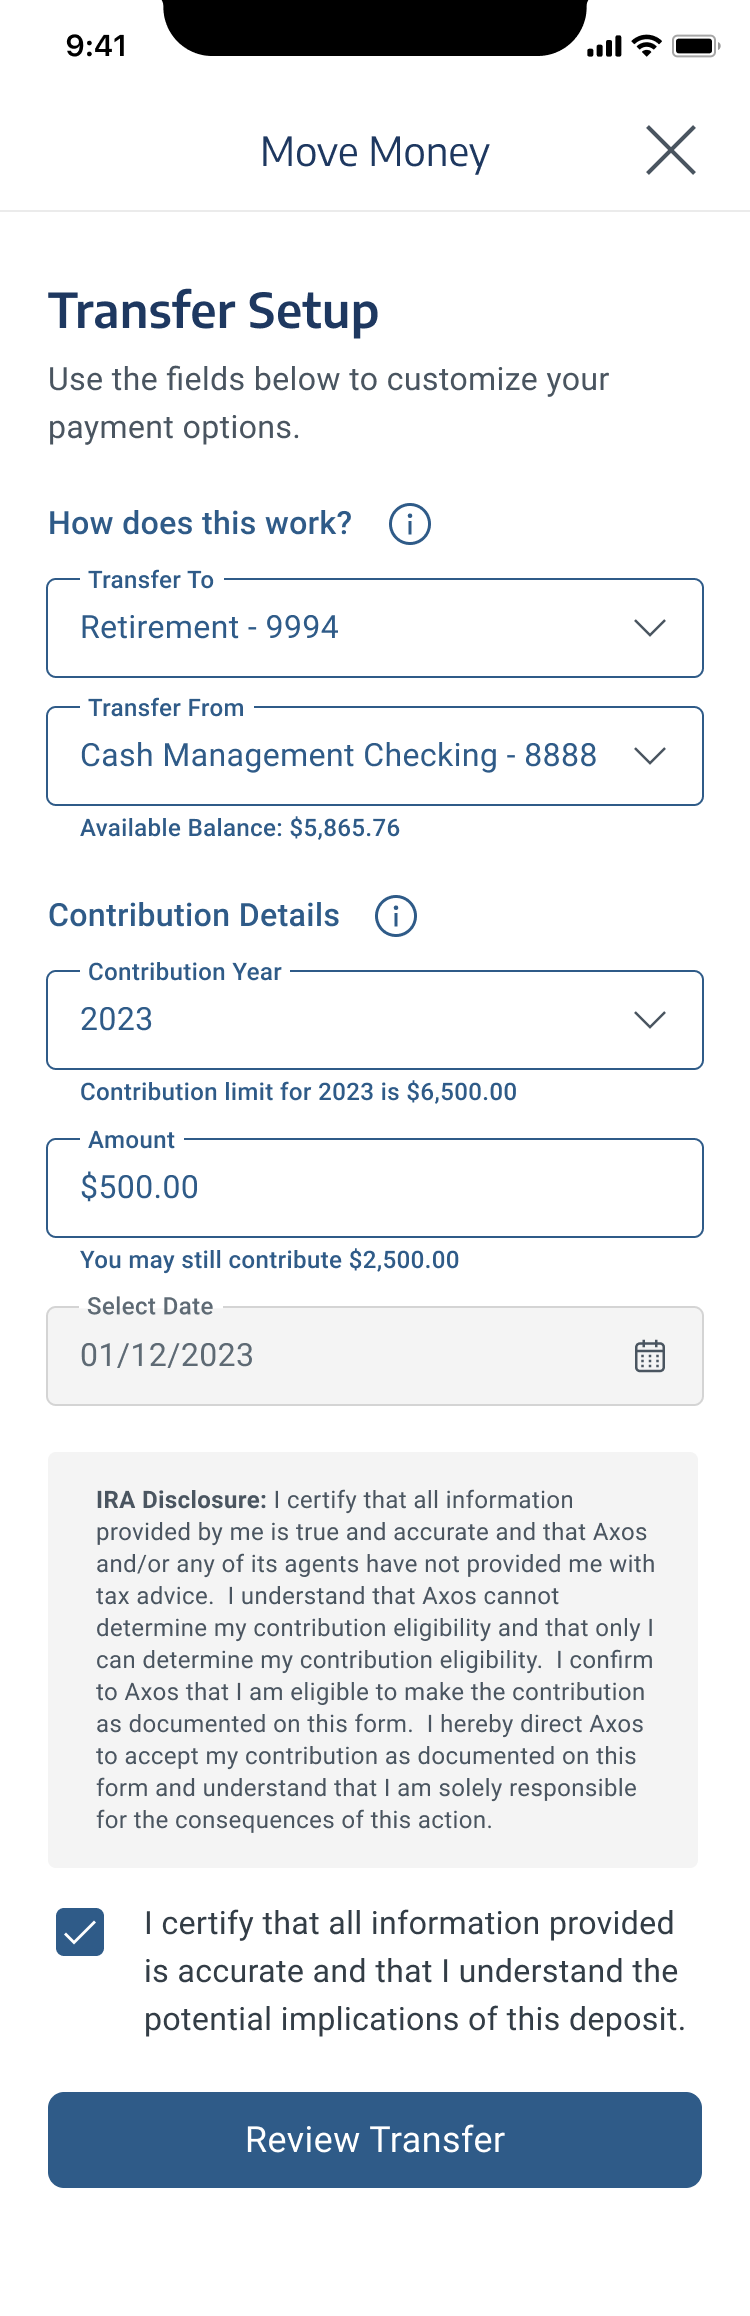 9:41
Move Money
Transfer Setup
Use the fields below to customize your
payment options.
How does this work?
Transfer To
Retirement - 9994
Transfer From
Cash Management Checking - 8888
Available Balance: $5,865.76
Contribution Details
Contribution Year
2023
Contribution limit for 2023 is $6,500.00
Amount
$500.00
You may still contribute $2,500.00
Select Date
01/12/2023
IRA Disclosure: I certify that all information
provided by me is true and accurate and that Axos
and/or any of its agents have not provided me with
tax advice.  I understand that Axos cannot
determine my contribution eligibility and that only I
can determine my contribution eligibility.  I confirm
to Axos that I am eligible to make the contribution
as documented on this form.  I hereby direct Axos
to accept my contribution as documented on this
form and understand that I am solely responsible
for the consequences of this action.
I certify that all information provided
is accurate and that I understand the
potential implications of this deposit.
Review Transfer